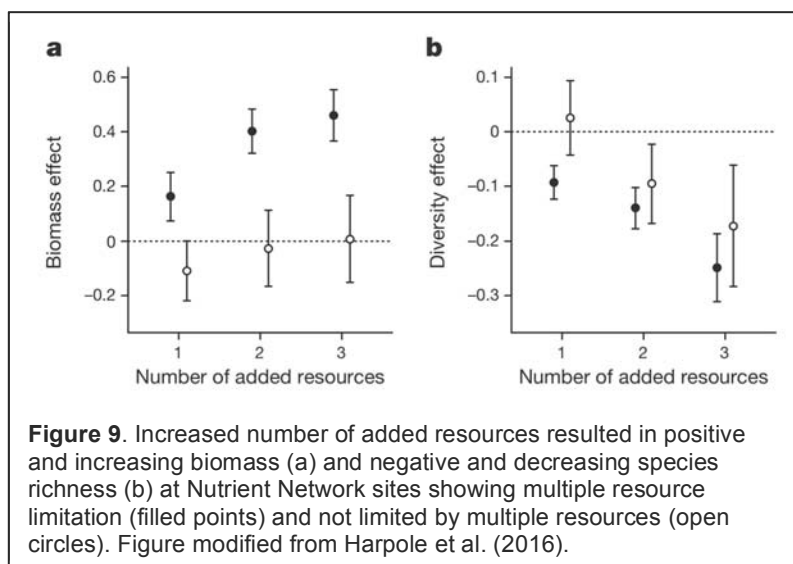 a
b
0.6
0.4
0.2
0
−0.2
Biomass effect
1
2
3
Number of added resources
0.1
0
−0.1
−0.2
−0.3
Diversity effect
1
2
3
Number of added resources
Figure 9. Increased number of added resources resulted in positive
and increasing biomass (a) and negative and decreasing species
richness (b) at Nutrient Network sites showing multiple resource
limitation (filled points) and not limited by multiple resources (open
circles). Figure modified from Harpole et al. (2016).